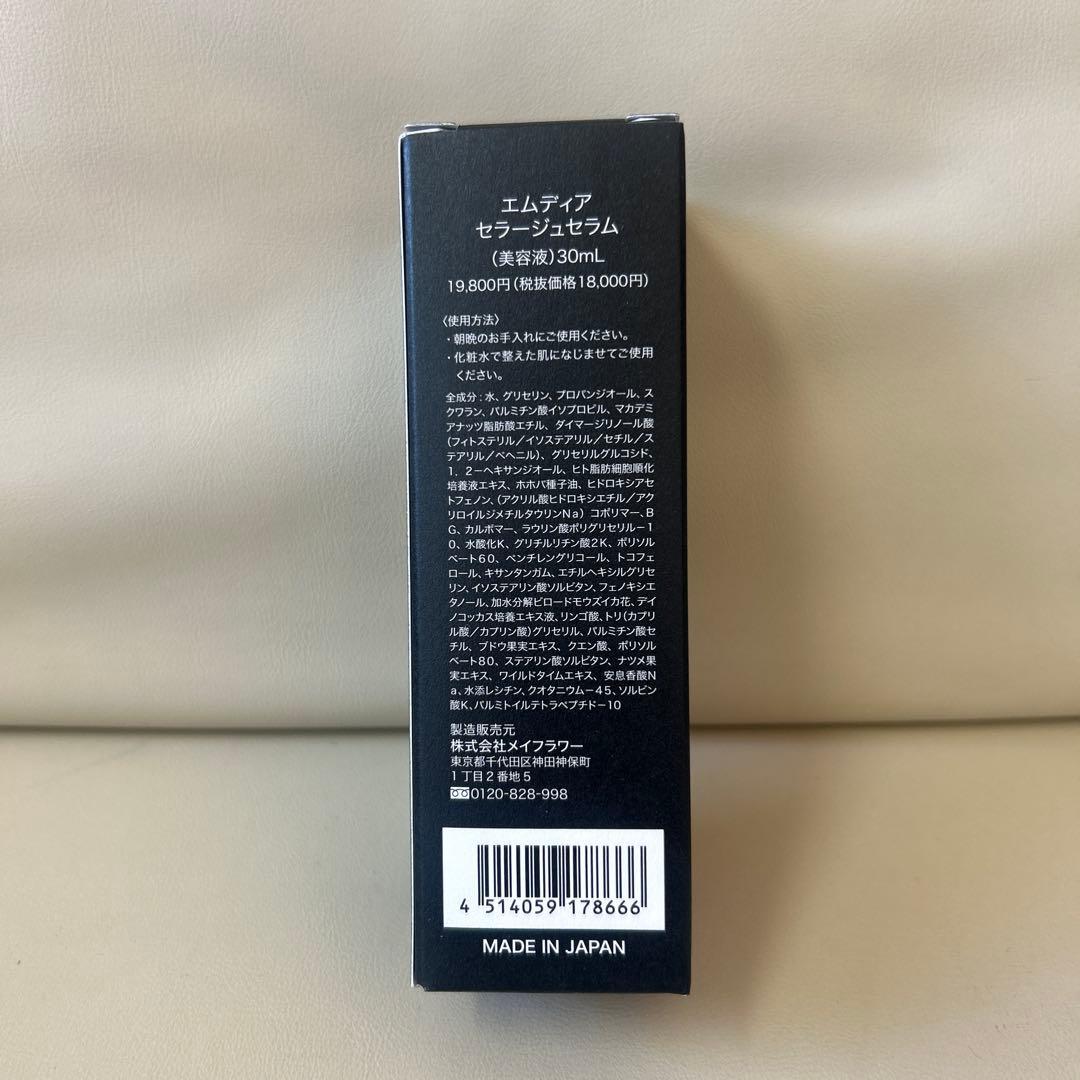 エムディア
セラージュセラム
(美容液)30mL
19,800円(税抜価格18,000円)
〈使用方法〉
・朝晩のお手入れにご使用ください。
・化粧水で整えた肌になじませてご使用
ください。
全成分:水、グリセリン、プロパンジオール、ス
クワラン、パルミチン酸イソプロピル、マカデミ
アナッツ脂肪酸エチル、ダイマージリノール酸
(フィトステリル/イソステアリル/セチル/ス
テアリル/ベヘニル)、グリセリルグルコシド、
1,2-ヘキサンジオール、ヒト脂肪細胞順化
培養液エキス、ホホバ種子油、ヒドロキシアセ
トフェノン、(アクリル酸ヒドロキシエチル/アク
リロイルジメチルタウリンNa)コポリマー、B
G、カルボマー、ラウリン酸ポリグリセリル-1
0、水酸化K、グリチルリチン酸2K、ポリソル
ベート60、ペンチレングリコール、トコフェ
ロール、キサンタンガム、エチルヘキシルグリセ
リン、イソステアリン酸ソルビタン、フェノキシエ
タノール、加水分解ビロードモウズイカ花、デイ
ノコッカス培養エキス液、リンゴ酸、トリ(カプリ
ル酸/カプリン酸)グリセリル、パルミチン酸セ
チル、ブドウ果実エキス、クエン酸、ポリソル
ベート80、ステアリン酸ソルビタン、ナツメ果
実エキス、ワイルドタイムエキス、安息香酸N
a、水添レシチン、クオタニウム-45、ソルビン
酸K、パルミトイルテトラペプチド-10
製造販売元
株式会社メイフラワー
東京都千代田区神田神保町
1丁目2番地5
0120-828-998
4 514059 178666
MADE IN JAPAN